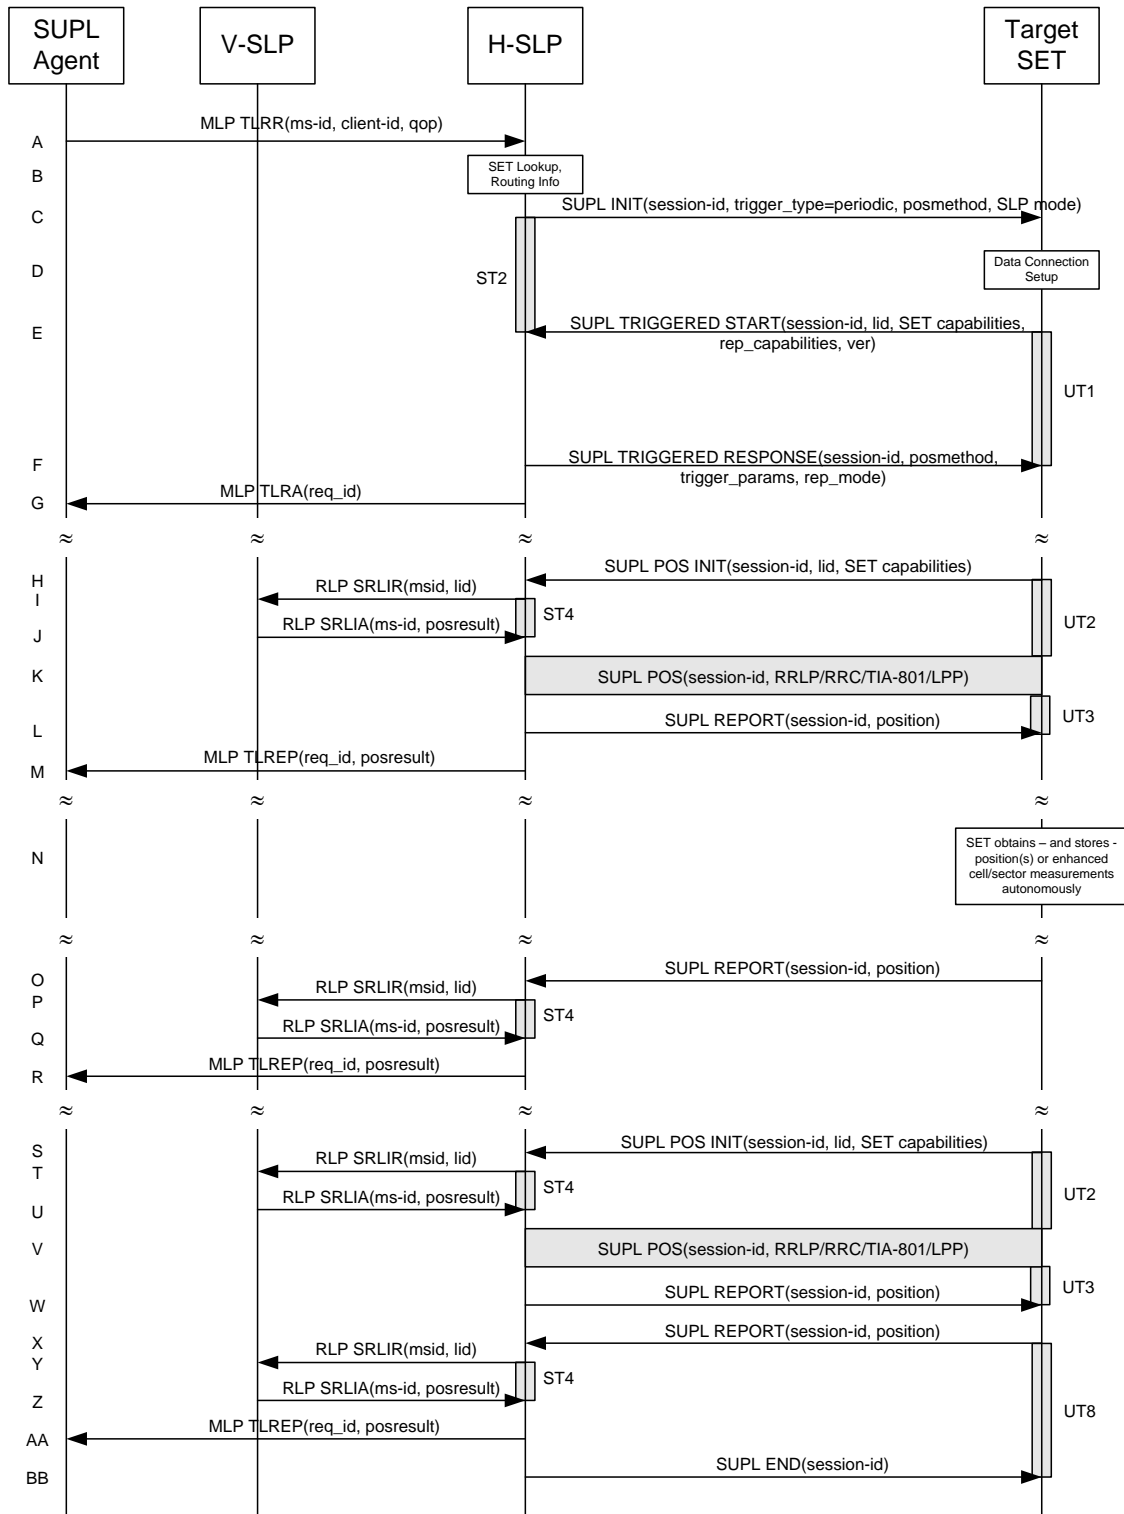 SUPL
Agent
V-SLP
H-SLP
Target
SET
MLP TLRR(ms-id, client-id, qop)
A
SET Lookup,
Routing Info
B
SUPL INIT(session-id, trigger_type=periodic, posmethod, SLP mode)
C
Data Connection
Setup
D
ST2
SUPL TRIGGERED START(session-id, lid, SET capabilities,
rep_capabilities, ver)
E
UT1
SUPL TRIGGERED RESPONSE(session-id, posmethod,
trigger_params, rep_mode)
F
MLP TLRA(req_id)
G
≈ ≈ ≈ ≈
SUPL POS INIT(session-id, lid, SET capabilities)
H
RLP SRLIR(msid, lid)
I
ST4
UT2
RLP SRLIA(ms-id, posresult)
J
SUPL POS(session-id, RRLP/RRC/TIA-801/LPP)
K
UT3
SUPL REPORT(session-id, position)
L
MLP TLREP(req_id, posresult)
M
≈ ≈ ≈ ≈
SET obtains – and stores -
position(s) or enhanced
cell/sector measurements
autonomously
N
≈ ≈ ≈ ≈
SUPL REPORT(session-id, position)
O
RLP SRLIR(msid, lid)
P
ST4
RLP SRLIA(ms-id, posresult)
Q
MLP TLREP(req_id, posresult)
R
≈ ≈ ≈ ≈
SUPL POS INIT(session-id, lid, SET capabilities)
S
RLP SRLIR(msid, lid)
T
ST4
UT2
RLP SRLIA(ms-id, posresult)
U
SUPL POS(session-id, RRLP/RRC/TIA-801/LPP)
V
UT3
SUPL REPORT(session-id, position)
W
SUPL REPORT(session-id, position)
X
RLP SRLIR(msid, lid)
Y
ST4
RLP SRLIA(ms-id, posresult)
Z
UT8
MLP TLREP(req_id, posresult)
AA
SUPL END(session-id)
BB